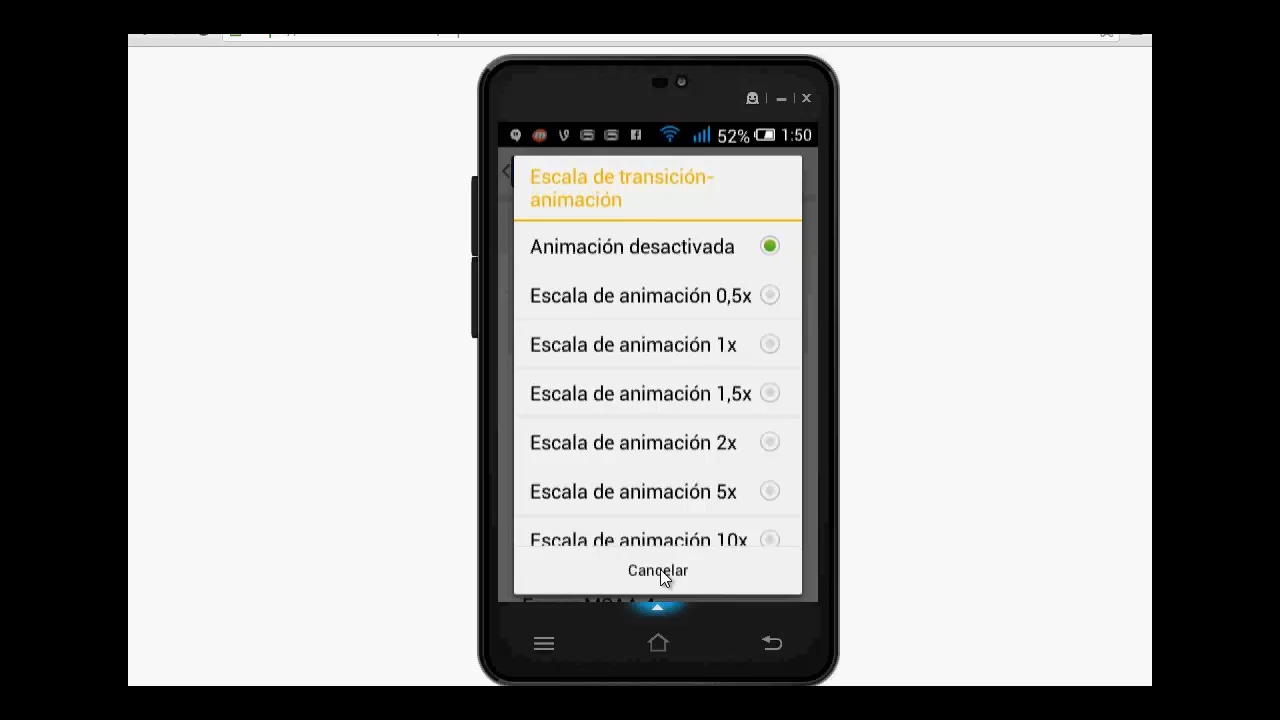 52% 1:50
Escala de transición-
animación
Animación desactivada
Escala de animación 0,5x
Escala de animación 1x
Escala de animación 1,5x
Escala de animación 2x
Escala de animación 5x
Escala de animación 10x
Cancelar